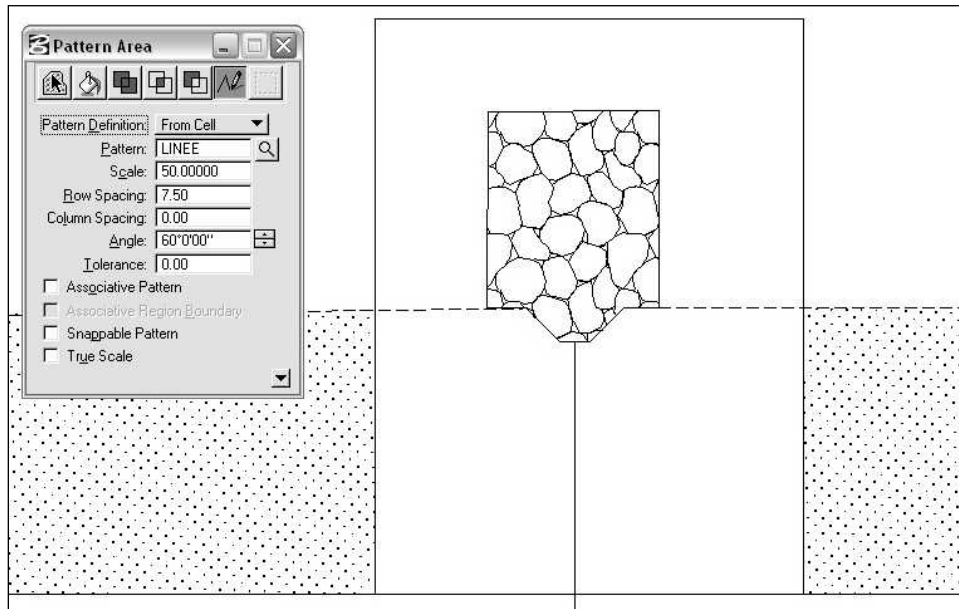 Pattern Area
Pattern Definition: From Cell
Pattern: LINEE
Scale: 50.00000
Row Spacing: 7.50
Column Spacing: 0.00
Angle: 60°0'00"
Tolerance: 0.00
Associative Pattern
Associative Region Boundary
Snappable Pattern
True Scale